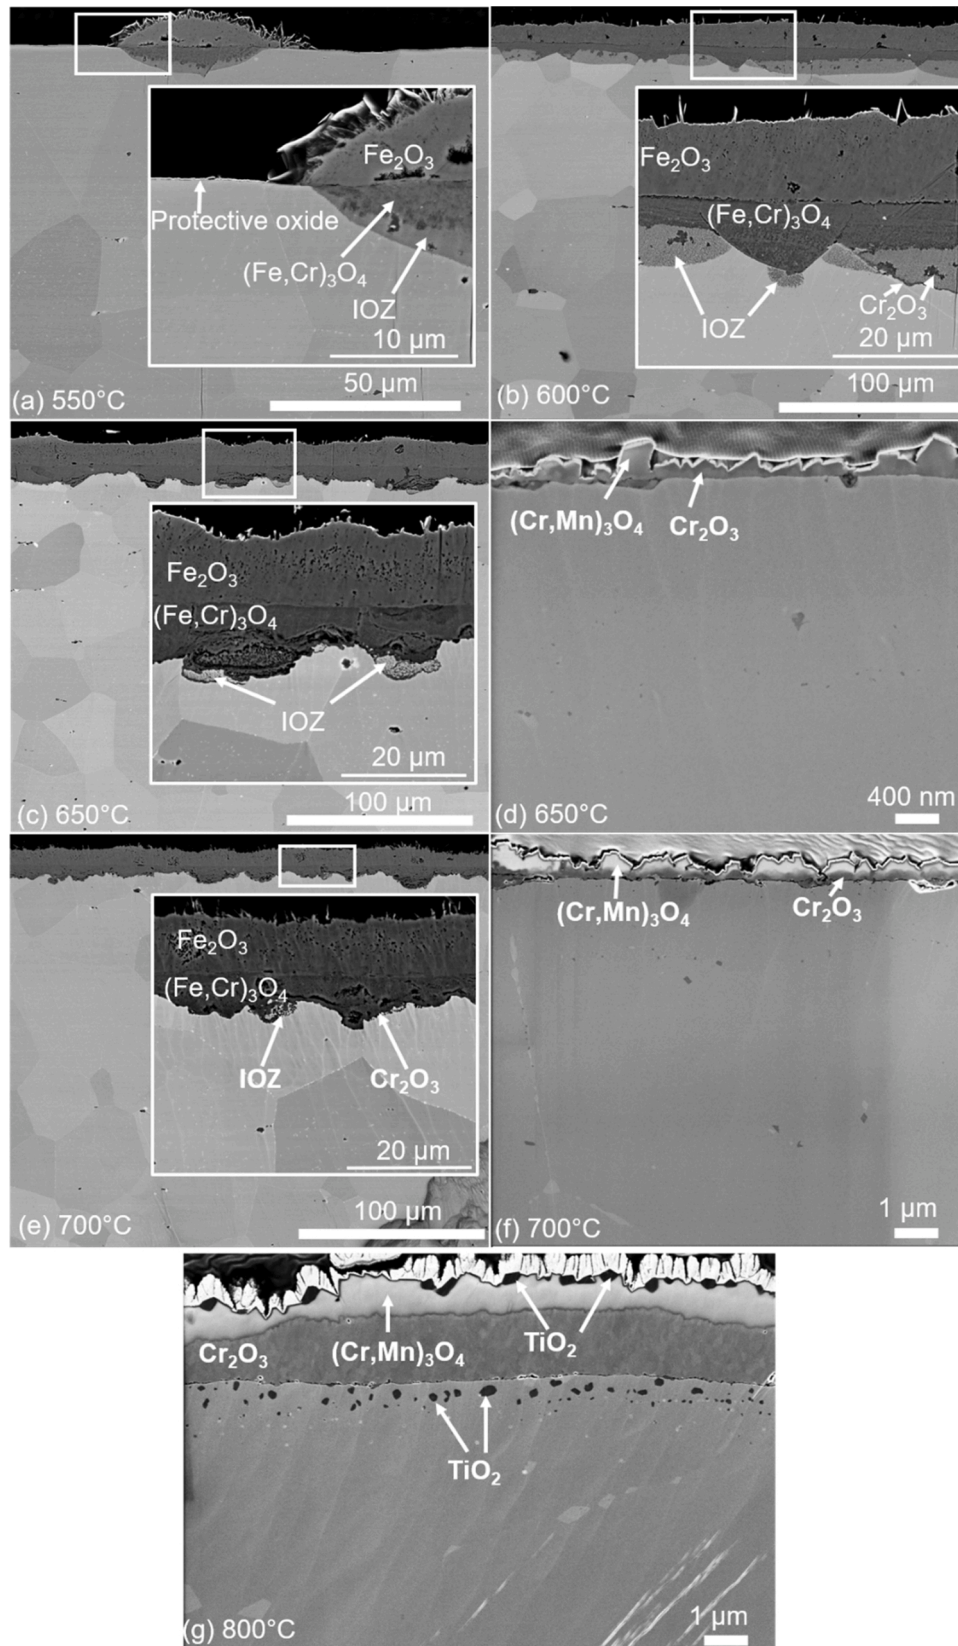 Fe₂O₃
Protective oxide
(Fe,Cr)₃O₄
IOZ
10 µm
50 µm
(a) 550°C
Fe₂O₃
(Fe,Cr)₃O₄
IOZ
Cr₂O₃
20 µm
100 µm
(b) 600°C
Fe₂O₃
(Fe,Cr)₃O₄
IOZ
20 µm
100 µm
(c) 650°C
(Cr,Mn)₃O₄
Cr₂O₃
400 nm
(d) 650°C
Fe₂O₃
(Fe,Cr)₃O₄
IOZ
Cr₂O₃
20 µm
100 µm
(e) 700°C
(Cr,Mn)₃O₄
Cr₂O₃
1 µm
(f) 700°C
TiO₂
Cr₂O₃
(Cr,Mn)₃O₄
TiO₂
1 µm
(g) 800°C